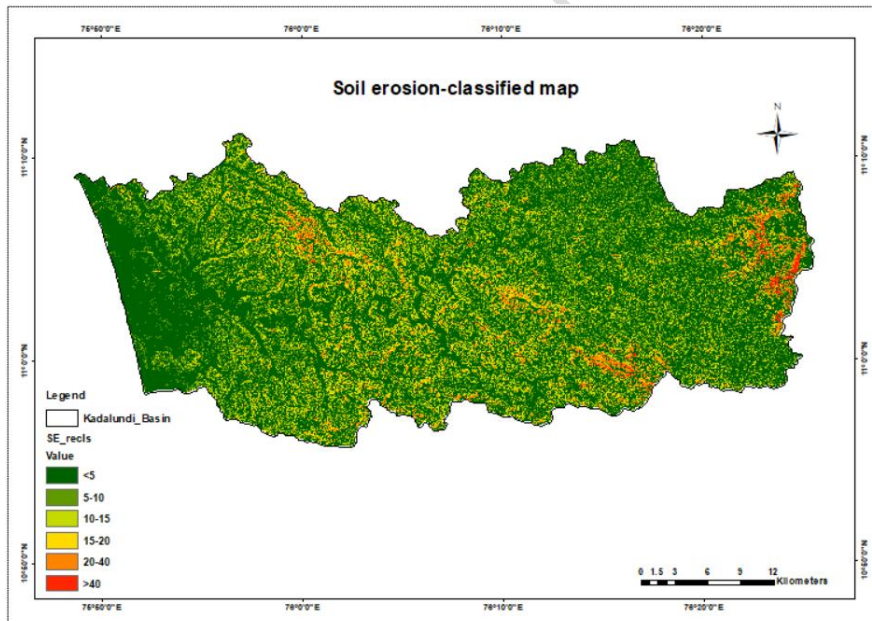 75°50'0"E 76°0'0"E 76°10'0"E 76°20'0"E
Soil erosion-classified map
N
11°10'0"N 11°10'0"N
11°0'0"N 11°0'0"N
Legend
Kadalundi_Basin
SE_recls
Value
<5
5-10
10-15
15-20
20-40
>40
10°50'0"N 10°50'0"N
0 1.5 3 6 9 12
Kilometers
75°50'0"E 76°0'0"E 76°10'0"E 76°20'0"E